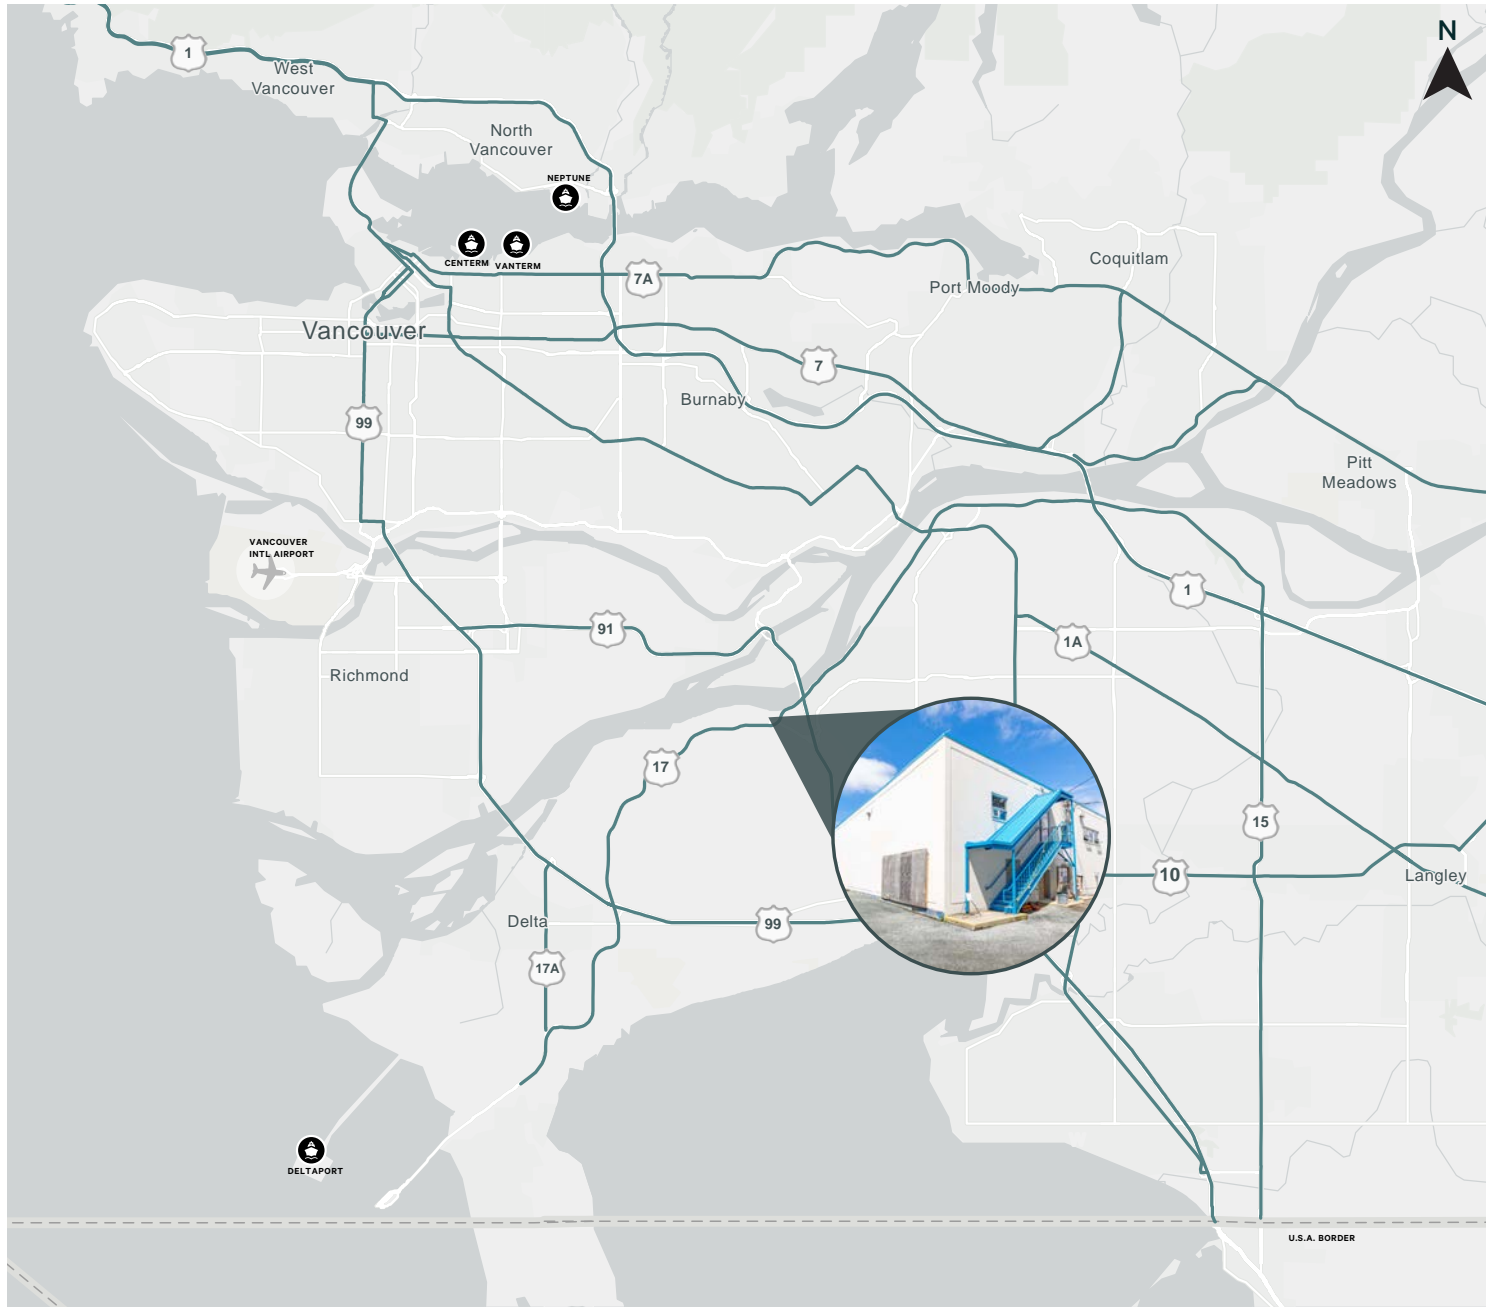 N
1
West
Vancouver
North
Vancouver
NEPTUNE
CENTERM
VANTERM
7A
Coquitlam
Port Moody
Vancouver
7
Burnaby
99
Pitt
Meadows
VANCOUVER
INTL AIRPORT
1
91
1A
Richmond
17
15
10
Langley
Delta
99
17A
DELTAPORT
U.S.A. BORDER